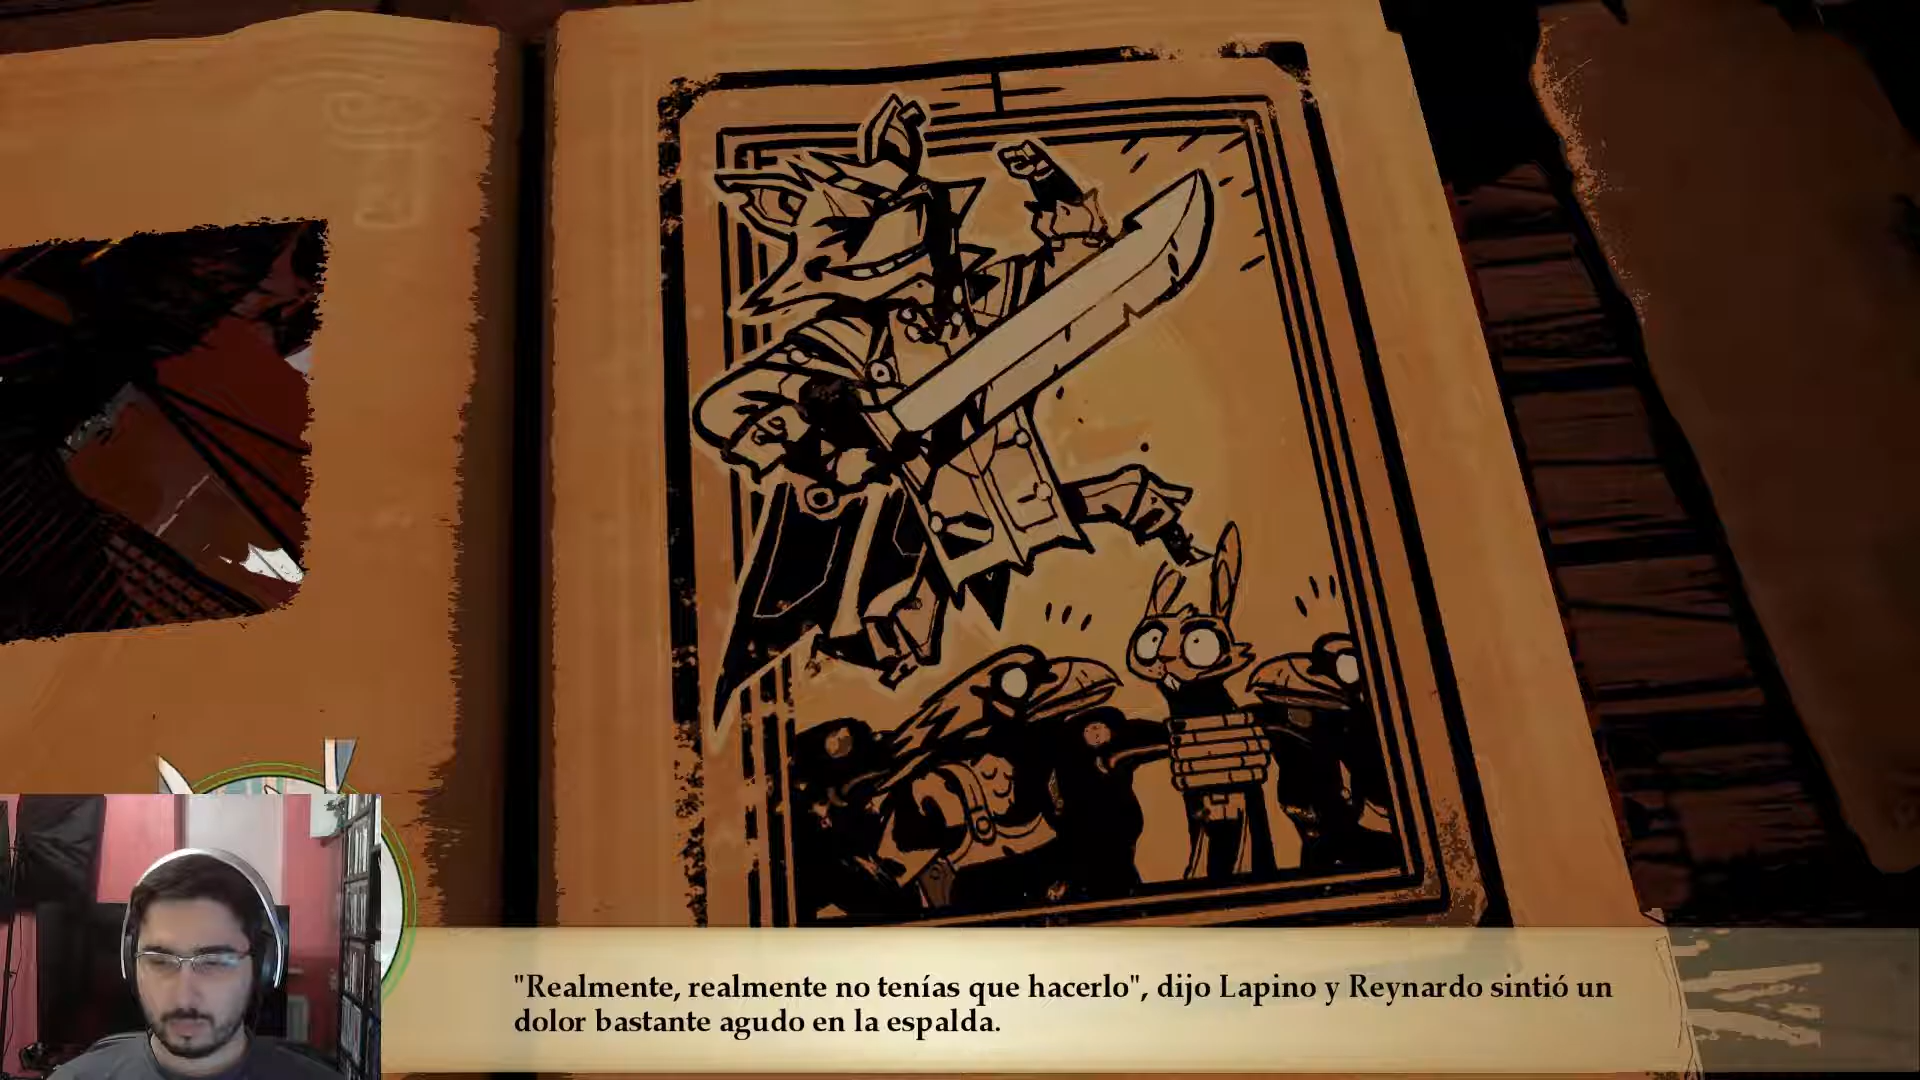 "Realmente, realmente no tenías que hacerlo", dijo Lapino y Reynardo sintió un
dolor bastante agudo en la espalda.